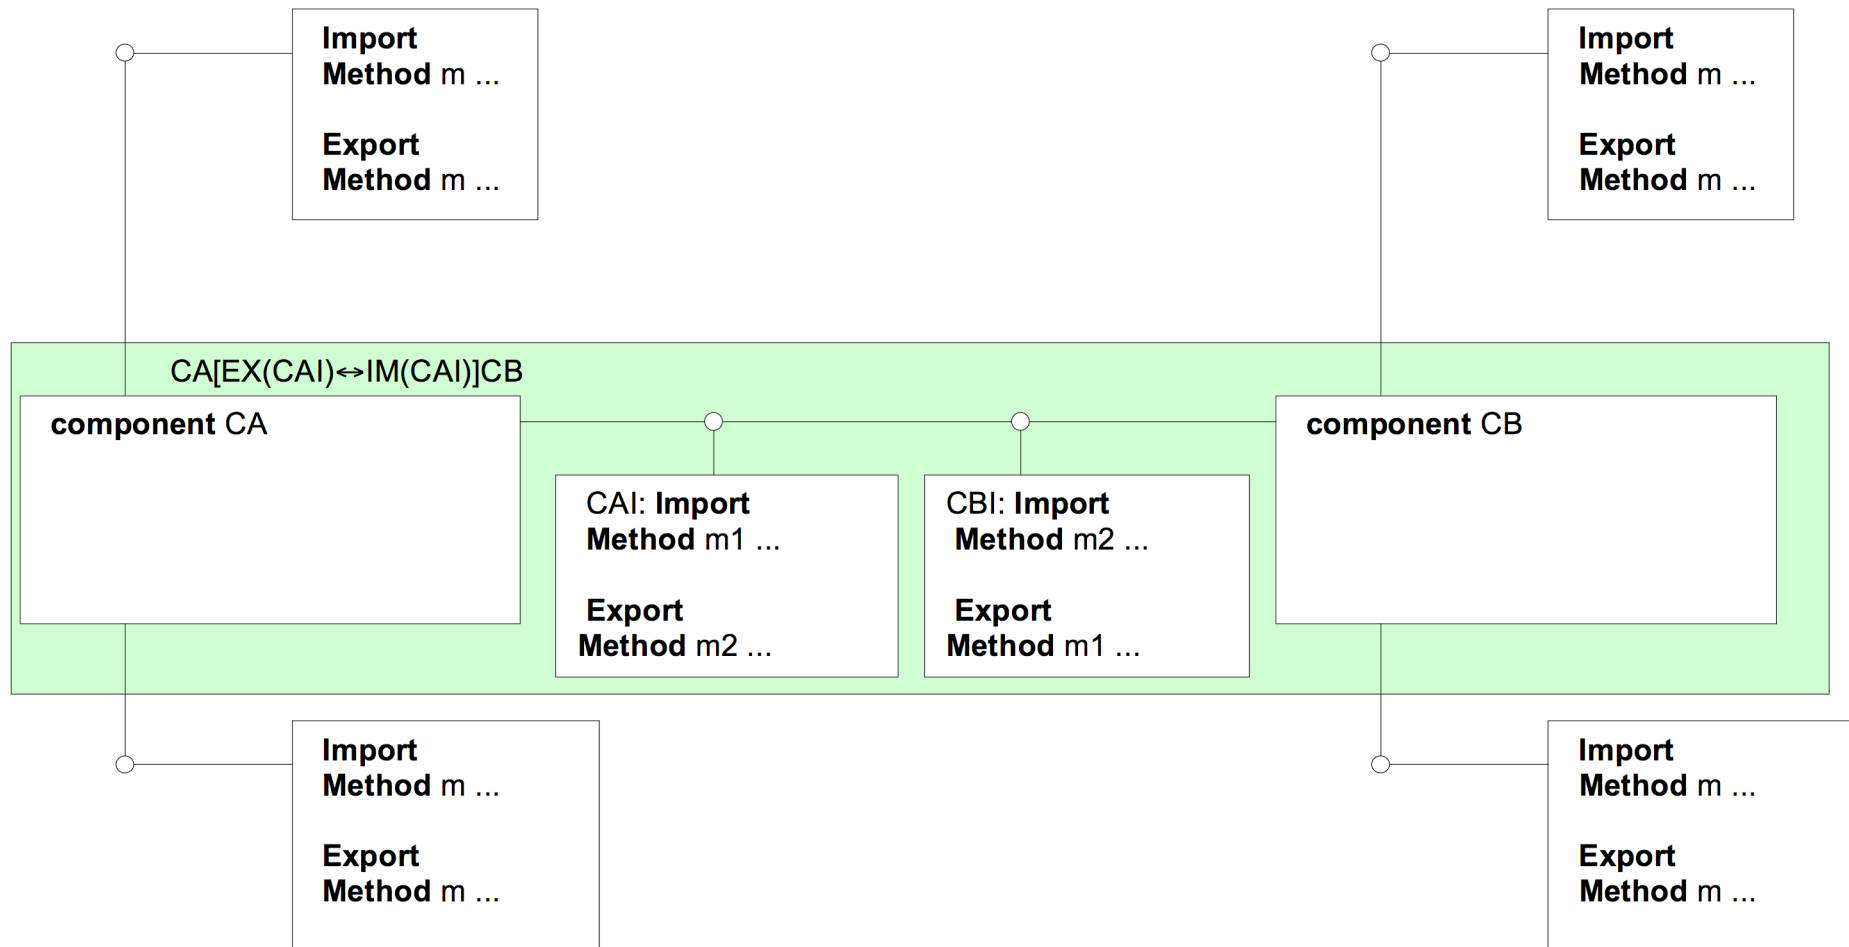 Import
Method m ...
Export
Method m ...
Import
Method m ...
Export
Method m ...
CA[EX(CAI)↔IM(CAI)]CB
component CA
component CB
CAI: Import
Method m1 ...
Export
Method m2 ...
CBI: Import
Method m2 ...
Export
Method m1 ...
Import
Method m ...
Export
Method m ...
Import
Method m ...
Export
Method m ...